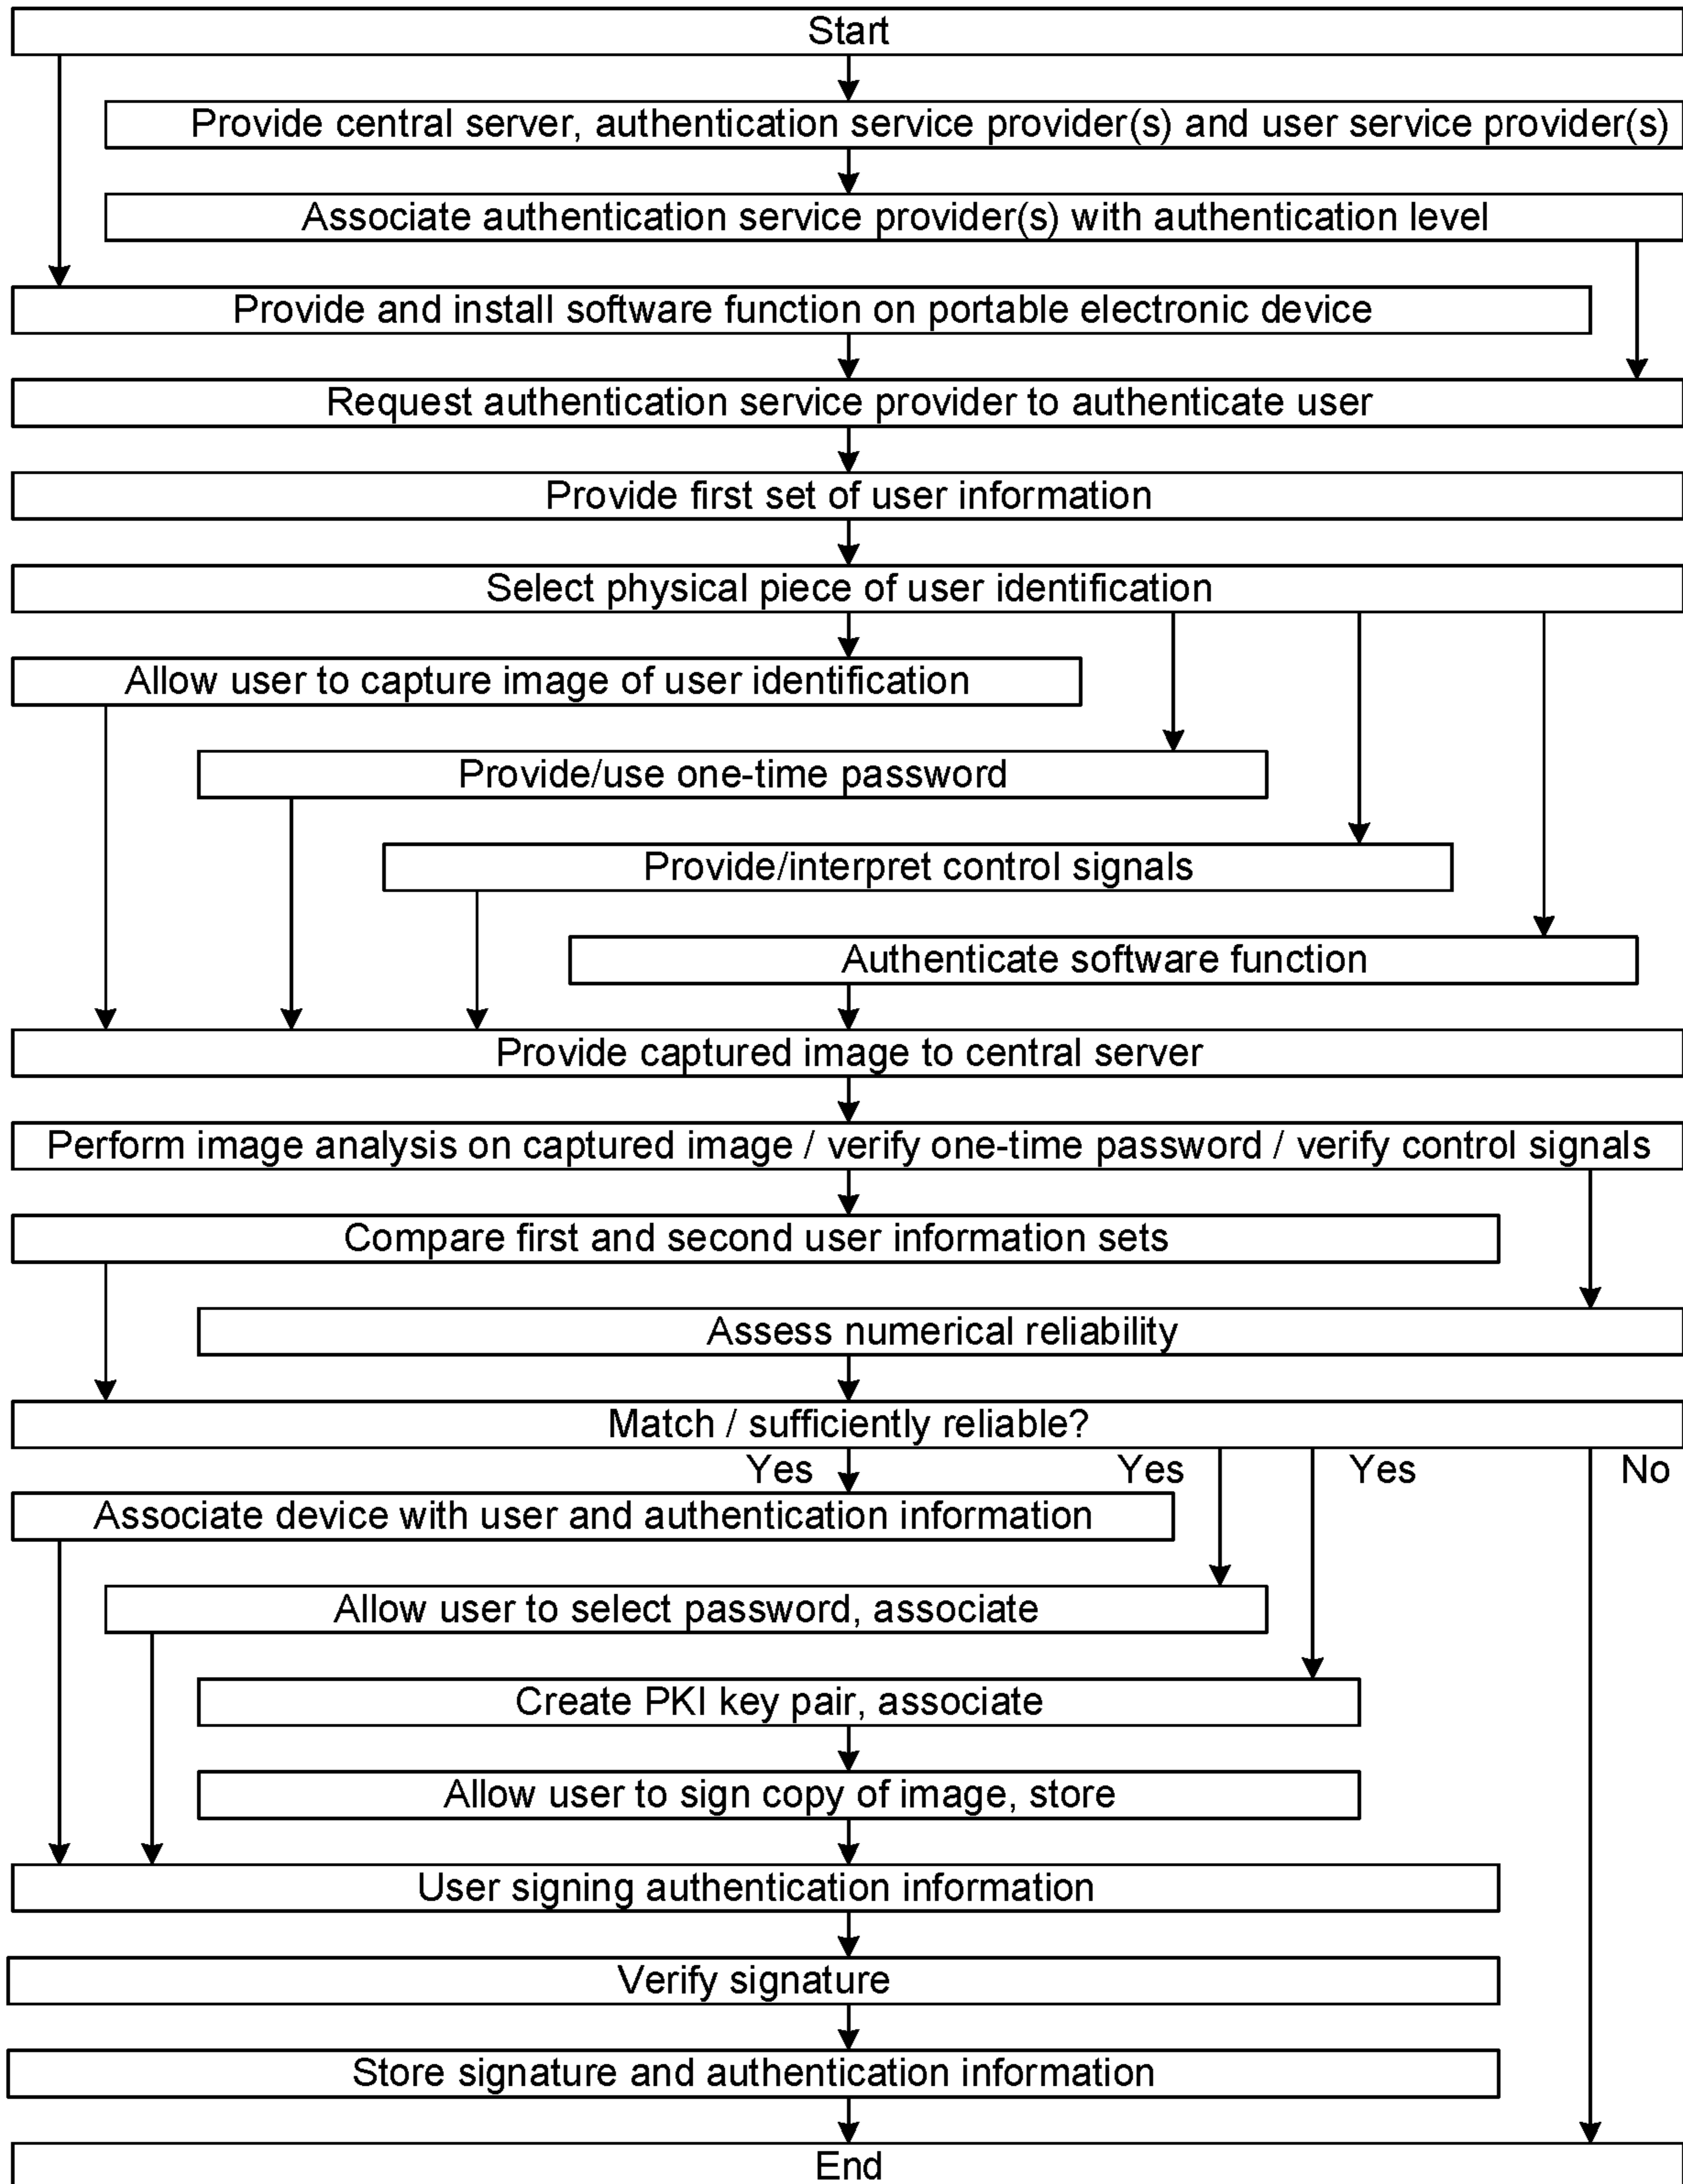 Start
Provide central server, authentication service provider(s) and user service provider(s)
Associate authentication service provider(s) with authentication level
Provide and install software function on portable electronic device
Request authentication service provider to authenticate user
Provide first set of user information
Select physical piece of user identification
Allow user to capture image of user identification
Provide/use one-time password
Provide/interpret control signals
Authenticate software function
Provide captured image to central server
Perform image analysis on captured image / verify one-time password / verify control signals
Compare first and second user information sets
Assess numerical reliability
Match / sufficiently reliable?
Yes Yes Yes No
Associate device with user and authentication information
Allow user to select password, associate
Create PKI key pair, associate
Allow user to sign copy of image, store
User signing authentication information
Verify signature
Store signature and authentication information
End